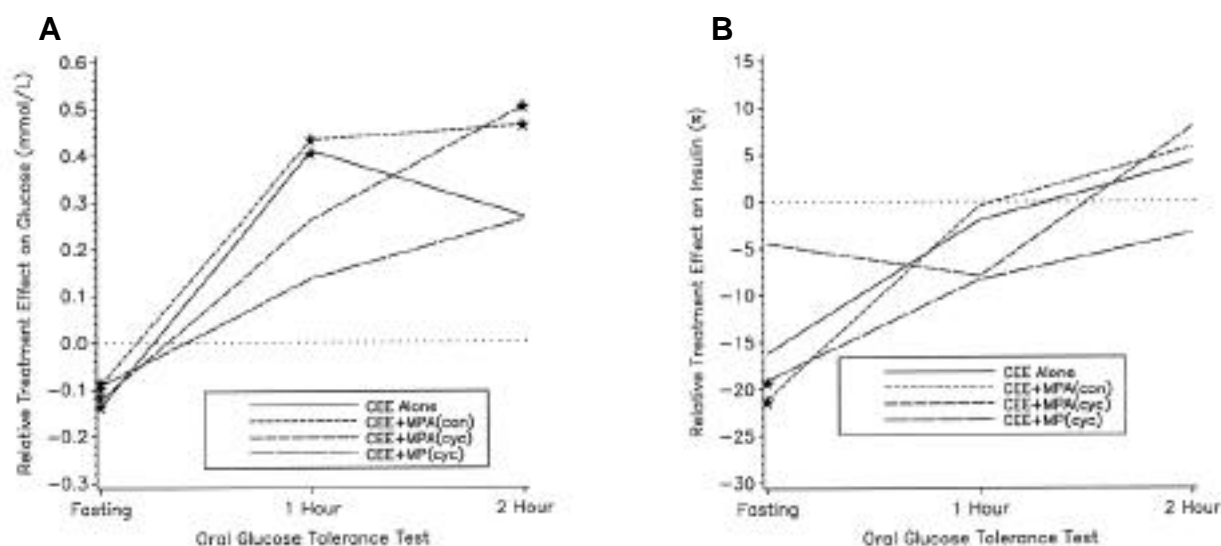 A
Relative Treatment Effect on Glucose (mmol/L)
0.6
0.5
0.4
0.3
0.2
0.1
0.0
−0.1
−0.2
−0.3
CEE Alone
CEE+MPA(con)
CEE+MPA(cyc)
CEE+MP(cyc)
Fasting
1 Hour
2 Hour
Oral Glucose Tolerance Test
B
Relative Treatment Effect on Insulin (%)
15
10
5
0
−5
−10
−15
−20
−25
−30
CEE Alone
CEE+MPA(con)
CEE+MPA(cyc)
CEE+MP(cyc)
Fasting
1 Hour
2 Hour
Oral Glucose Tolerance Test